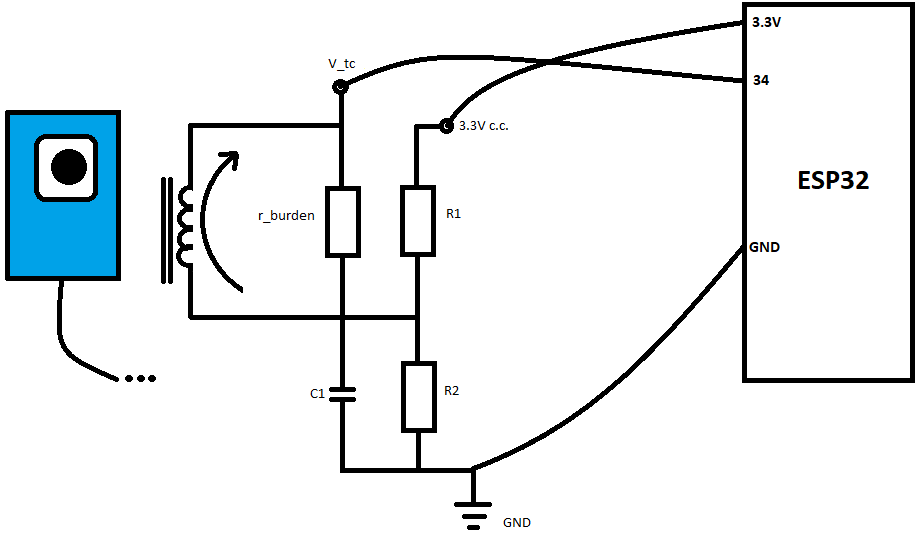 3.3V
V_tc
34
3.3V c.c.
ESP32
r_burden
R1
GND
C1
R2
GND